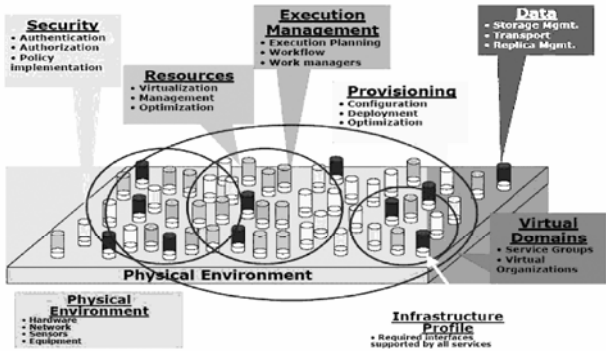 Security
• Authentication
• Authorization
• Policy
implementation
Resources
• Virtualization
• Management
• Optimization
Execution
Management
• Execution Planning
• Workflow
• Work managers
Provisioning
• Configuration
• Deployment
• Optimization
Data
• Storage Mgmt.
• Transport
• Replica Mgmt.
Virtual
Domains
• Service Groups
• Virtual
Organizations
Physical Environment
Physical
Environment
• Hardware
• Network
• Sensors
• Equipment
Infrastructure
Profile
• Required interfaces
supported by all services